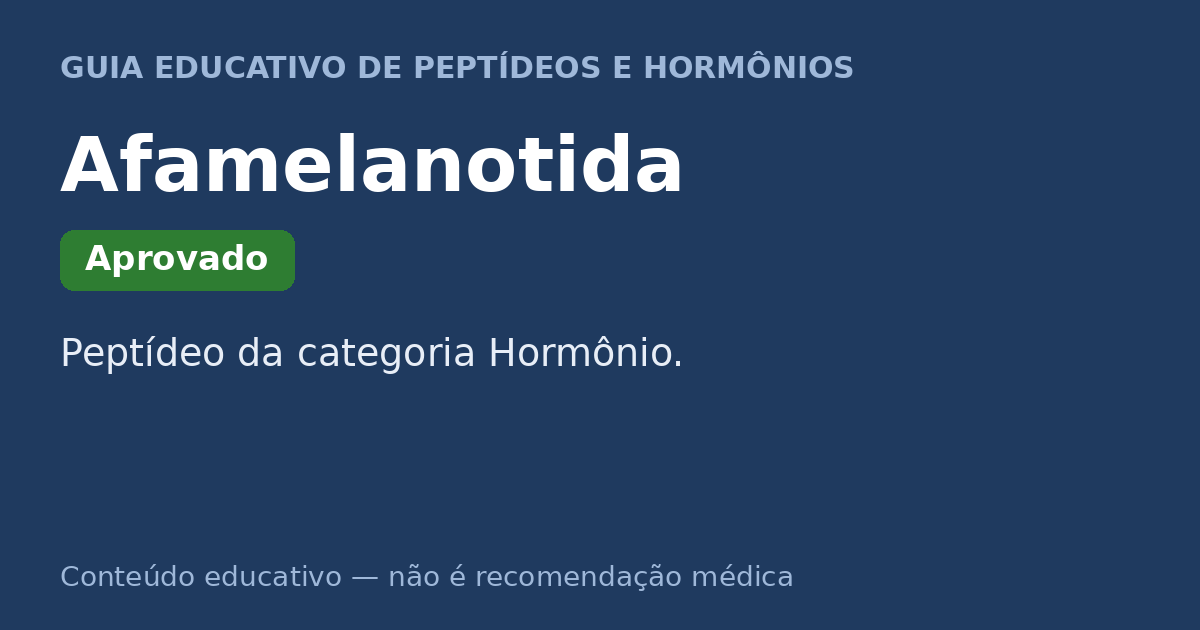 GUIA EDUCATIVO DE PEPTÍDEOS E HORMÔNIOS
Afamelanotida
Aprovado
Peptídeo da categoria Hormônio.
Conteúdo educativo — não é recomendação médica